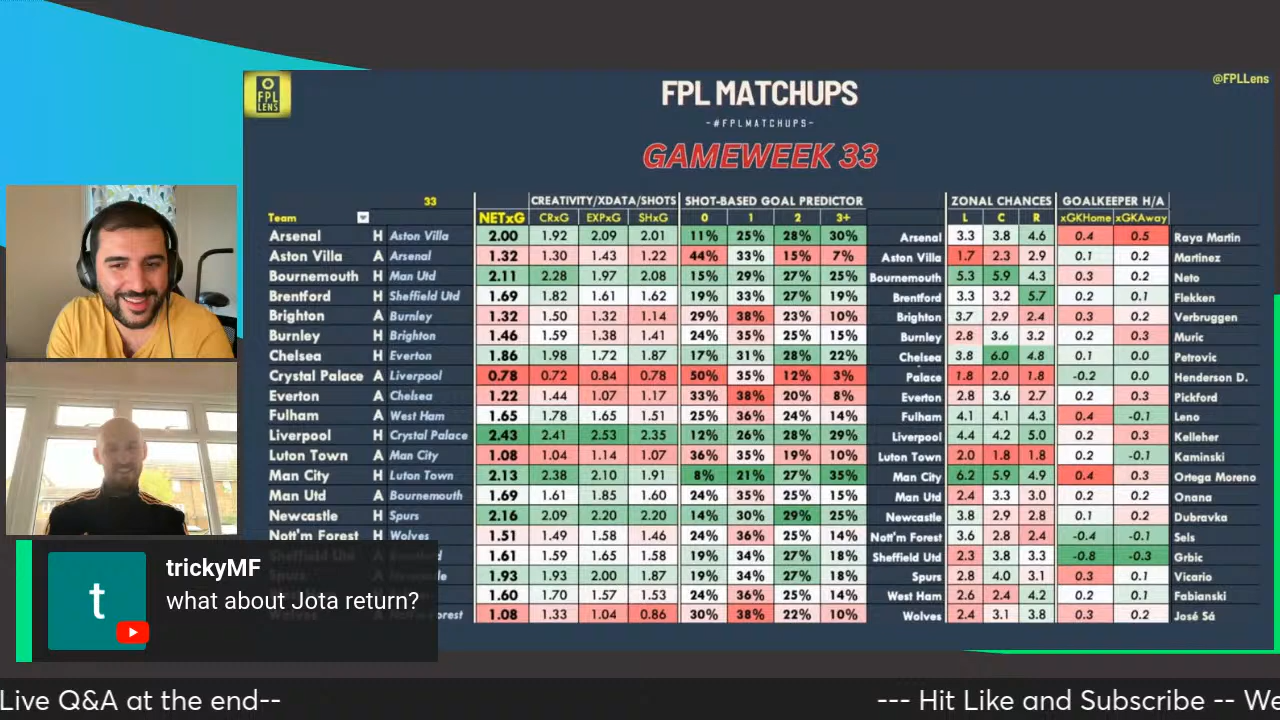 FPL LENS
FPL MATCHUPS
-#FPLMATCHUPS-
GAMEWEEK 33
@FPLLens
33 CREATIVITY/XDATA/SHOTS SHOT-BASED GOAL PREDICTOR ZONAL CHANCES GOALKEEPER H/A
Team NETxG CRxG EXPxG SHxG 0 1 2 3+ L C R xGKHome xGKAway
Arsenal H Aston Villa 2.00 1.92 2.09 2.01 11% 25% 28% 30% Arsenal 3.3 3.8 4.6 0.4 0.5 Raya Martin
Aston Villa A Arsenal 1.32 1.30 1.43 1.22 44% 33% 15% 7% Aston Villa 1.7 2.3 2.9 0.1 0.2 Martinez
Bournemouth H Man Utd 2.11 2.28 1.97 2.08 15% 29% 27% 25% Bournemouth 5.3 5.9 4.3 0.3 0.2 Neto
Brentford H Sheffield Utd 1.69 1.82 1.61 1.62 19% 33% 27% 19% Brentford 3.3 3.2 5.7 0.2 0.1 Flekken
Brighton A Burnley 1.32 1.50 1.32 1.14 29% 38% 23% 10% Brighton 3.7 2.9 2.4 0.3 0.2 Verbruggen
Burnley H Brighton 1.46 1.59 1.38 1.41 24% 35% 25% 15% Burnley 2.8 3.6 3.2 0.2 0.3 Muric
Chelsea H Everton 1.86 1.98 1.72 1.87 17% 31% 28% 22% Chelsea 3.8 6.0 4.8 0.1 0.0 Petrovic
Crystal Palace A Liverpool 0.78 0.72 0.84 0.78 50% 35% 12% 3% Palace 1.8 2.0 1.8 -0.2 0.0 Henderson D.
Everton A Chelsea 1.22 1.44 1.07 1.17 33% 38% 20% 8% Everton 2.8 3.6 2.7 0.2 0.3 Pickford
Fulham A West Ham 1.65 1.78 1.65 1.51 25% 36% 24% 14% Fulham 4.1 4.1 4.3 0.4 -0.1 Leno
Liverpool H Crystal Palace 2.43 2.41 2.53 2.35 12% 26% 28% 29% Liverpool 4.4 4.2 5.0 0.2 0.3 Kelleher
Luton Town A Man City 1.08 1.04 1.14 1.07 36% 35% 19% 10% Luton Town 2.0 1.8 1.8 0.2 -0.1 Kaminski
Man City H Luton Town 2.13 2.38 2.10 1.91 8% 21% 27% 35% Man City 6.2 5.9 4.9 0.4 0.3 Ortega Moreno
Man Utd A Bournemouth 1.69 1.61 1.85 1.60 24% 35% 25% 15% Man Utd 2.4 3.3 3.0 0.2 0.2 Onana
Newcastle H Spurs 2.16 2.09 2.20 2.20 14% 30% 29% 25% Newcastle 3.8 2.9 2.8 0.1 0.2 Dubravka
Nott'm Forest H Wolves 1.51 1.49 1.58 1.46 24% 36% 25% 14% Nott'm Forest 3.6 2.8 2.4 -0.4 -0.1 Sels
Sheffield Utd A 1.61 1.59 1.65 1.58 19% 34% 27% 18% Sheffield Utd 2.3 3.8 3.3 -0.8 -0.3 Grbic
1.93 1.93 2.00 1.87 19% 34% 27% 18% Spurs 2.8 4.0 3.1 0.3 0.1 Vicario
1.60 1.70 1.57 1.53 24% 36% 25% 14% West Ham 2.6 2.4 4.2 0.2 0.1 Fabianski
1.08 1.33 1.04 0.86 30% 38% 22% 10% Wolves 2.4 3.1 3.8 0.3 0.2 José Sá
t
trickyMF
what about Jota return?
Live Q&A at the end--
--- Hit Like and Subscribe -- We